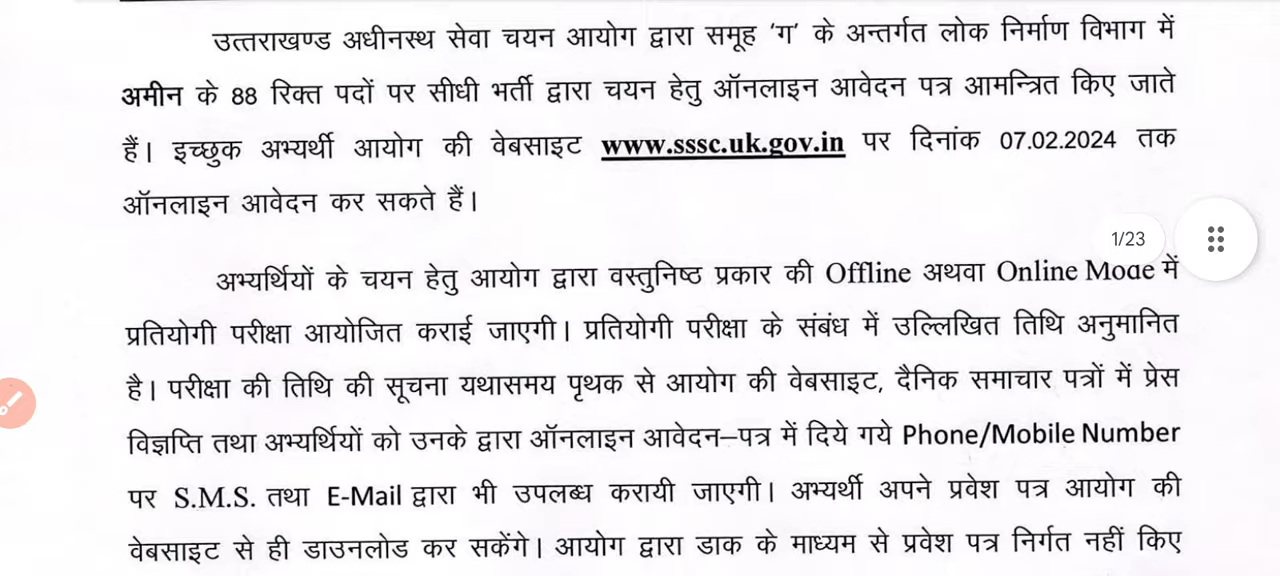 उत्तराखण्ड अधीनस्थ सेवा चयन आयोग द्वारा समूह 'ग' के अन्तर्गत लोक निर्माण विभाग में
अमीन के 88 रिक्त पदों पर सीधी भर्ती द्वारा चयन हेतु ऑनलाइन आवेदन पत्र आमन्त्रित किए जाते
हैं। इच्छुक अभ्यर्थी आयोग की वेबसाइट www.sssc.uk.gov.in पर दिनांक 07.02.2024 तक
ऑनलाइन आवेदन कर सकते हैं।
1/23
अभ्यर्थियों के चयन हेतु आयोग द्वारा वस्तुनिष्ठ प्रकार की Offline अथवा Online Mode में
प्रतियोगी परीक्षा आयोजित कराई जाएगी। प्रतियोगी परीक्षा के संबंध में उल्लिखित तिथि अनुमानित
है। परीक्षा की तिथि की सूचना यथासमय पृथक से आयोग की वेबसाइट, दैनिक समाचार पत्रों में प्रेस
विज्ञप्ति तथा अभ्यर्थियों को उनके द्वारा ऑनलाइन आवेदन–पत्र में दिये गये Phone/Mobile Number
पर S.M.S. तथा E-Mail द्वारा भी उपलब्ध करायी जाएगी। अभ्यर्थी अपने प्रवेश पत्र आयोग की
वेबसाइट से ही डाउनलोड कर सकेंगे। आयोग द्वारा डाक के माध्यम से प्रवेश पत्र निर्गत नहीं किए